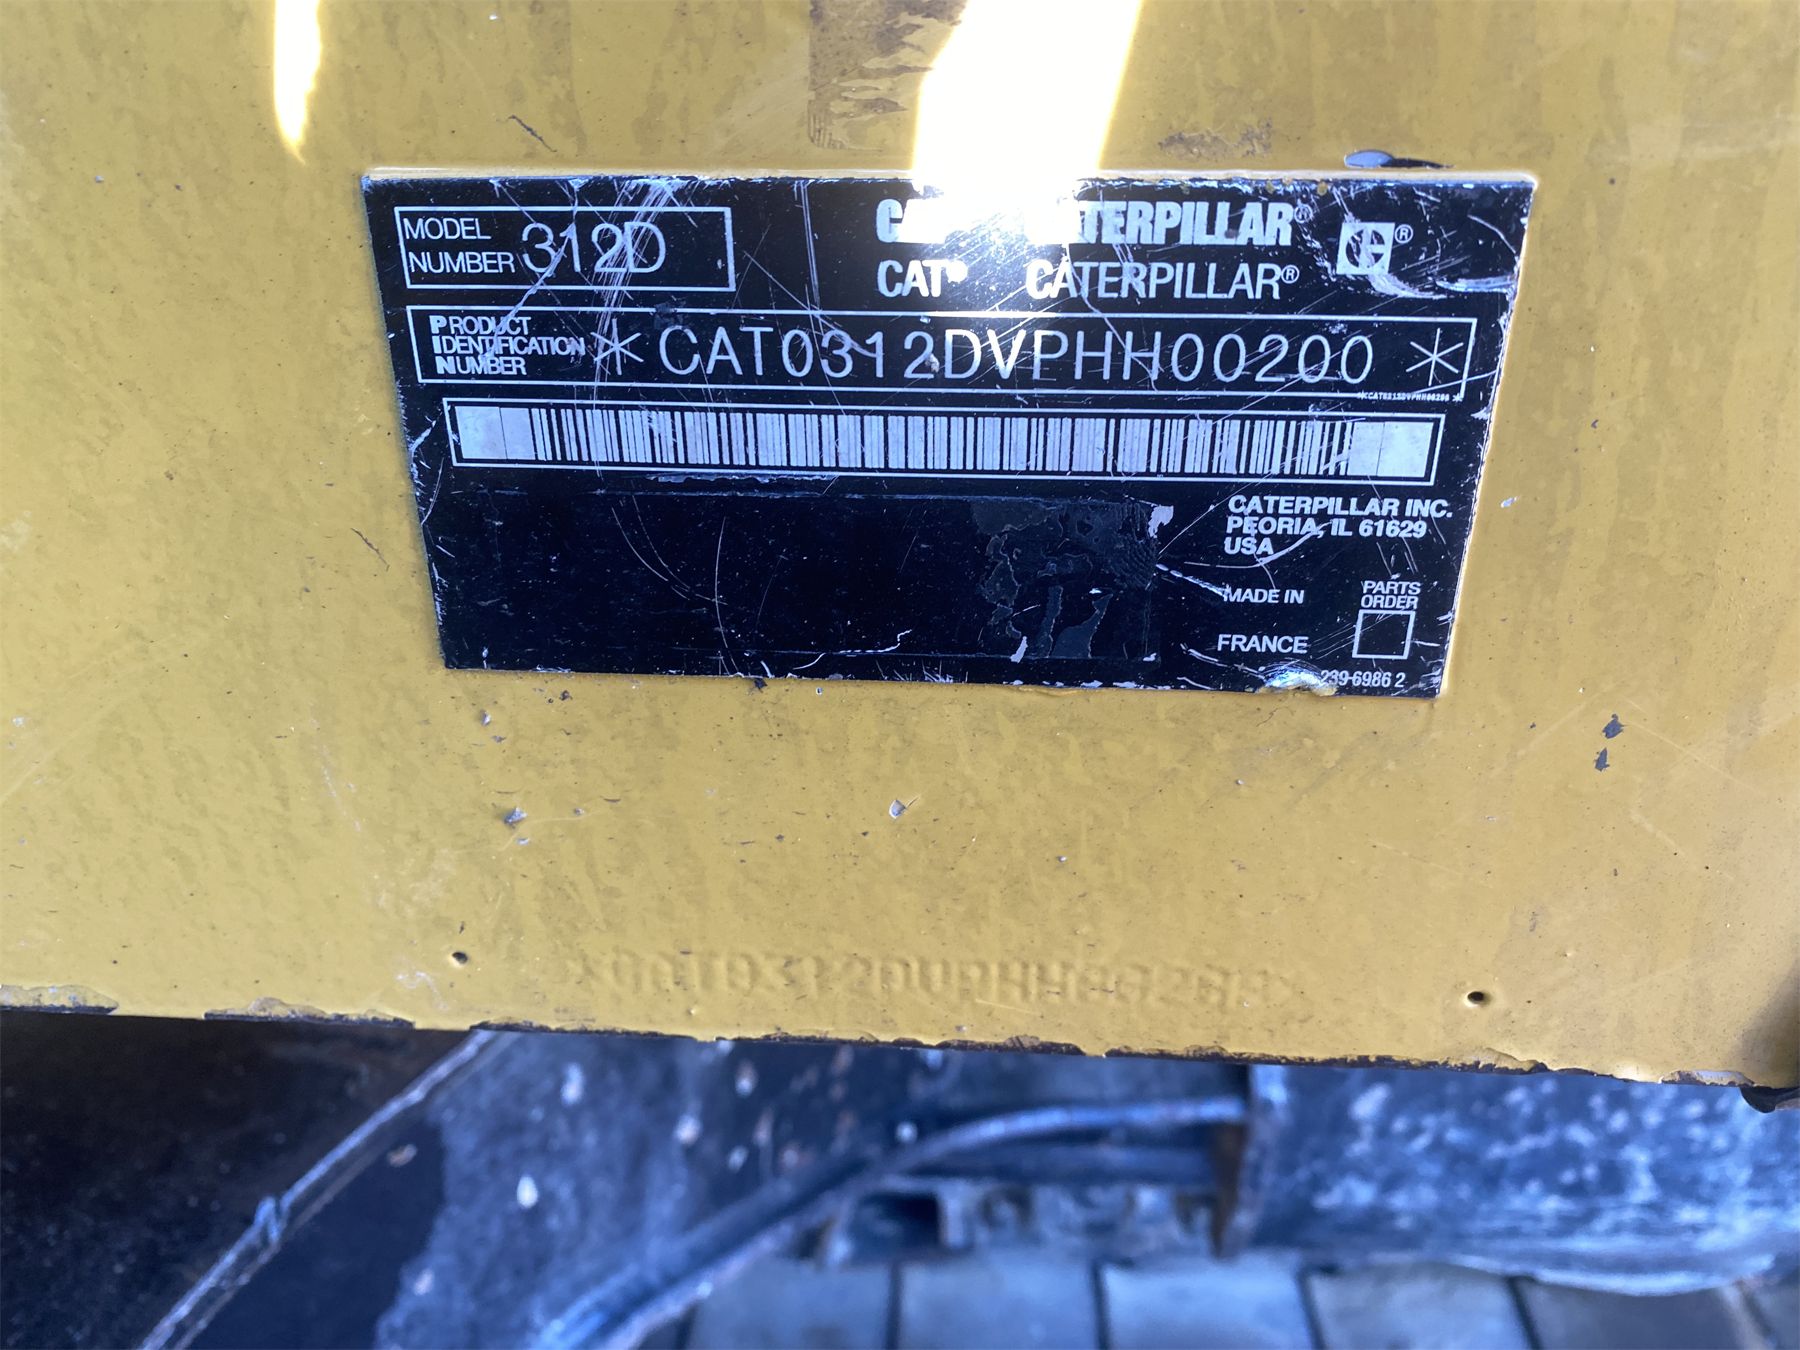 MODEL
NUMBER 312D
CATERPILLAR®
CAT® CATERPILLAR® ®
PRODUCT
IDENTIFICATION
NUMBER
*CAT0312DVPHH00200*
CATERPILLAR INC.
PEORIA, IL 61629
USA
MADE IN
FRANCE
PARTS
ORDER
239-6986 2